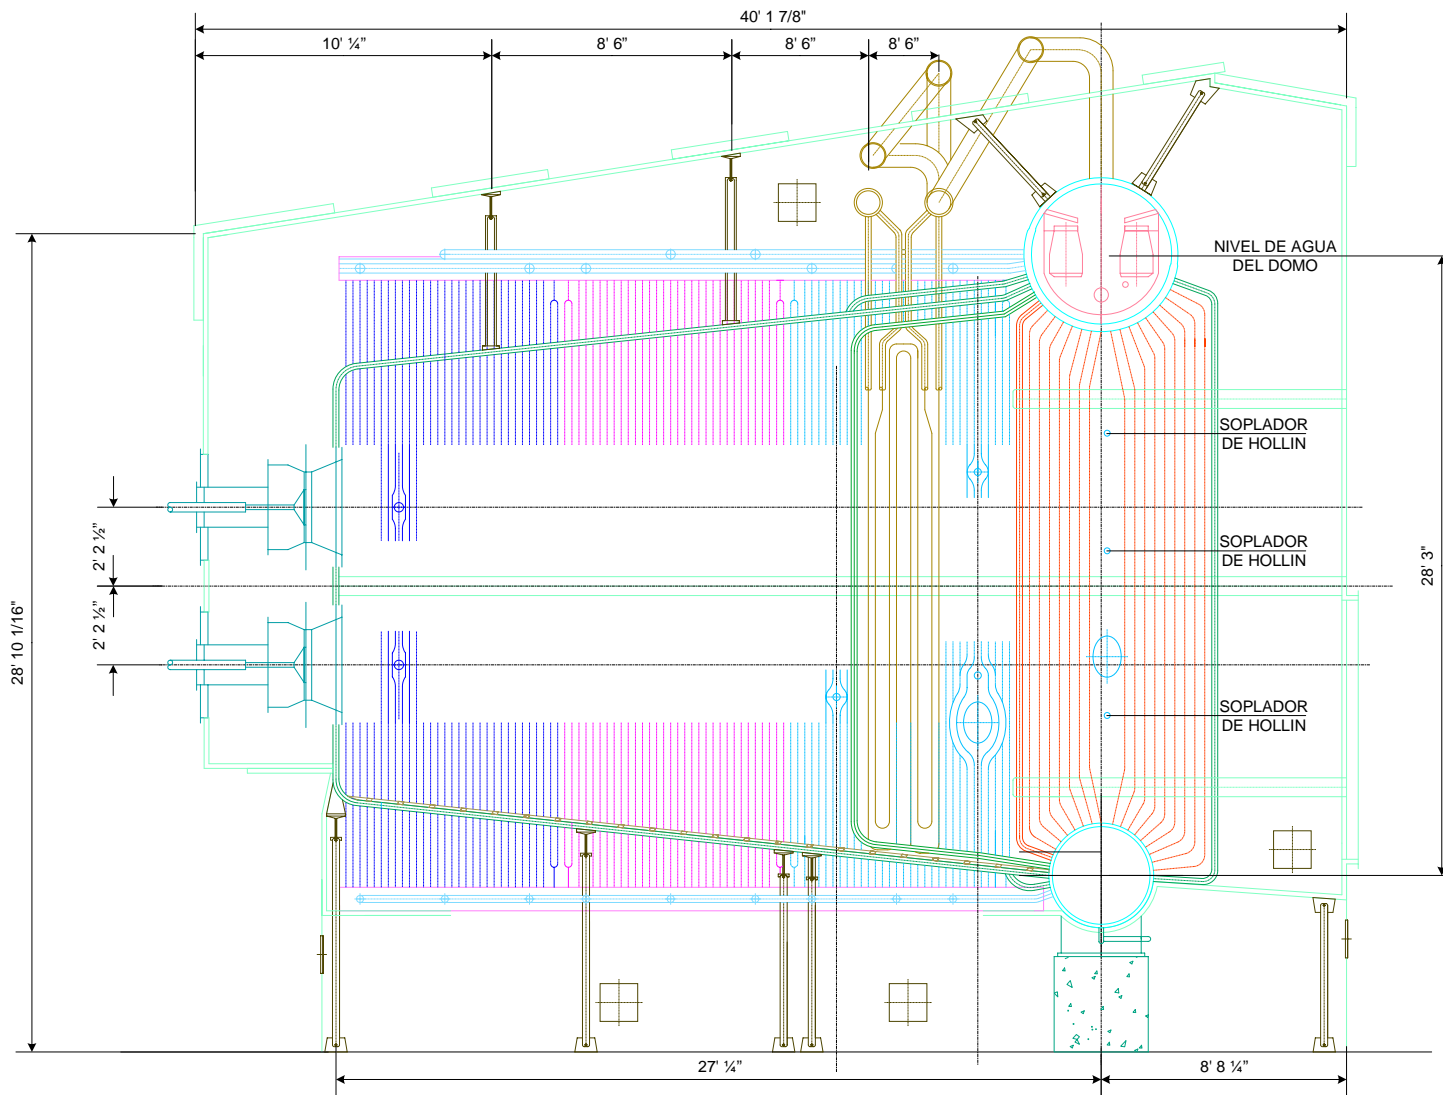 40' 1 7/8"
10' ¼"
8' 6"
8' 6"
8' 6"
NIVEL DE AGUA
DEL DOMO
SOPLADOR
DE HOLLIN
2' 2 ½"
SOPLADOR
DE HOLLIN
28' 3"
2' 2 ½"
28' 10 1/16"
SOPLADOR
DE HOLLIN
27' ¼"
8' 8 ¼"